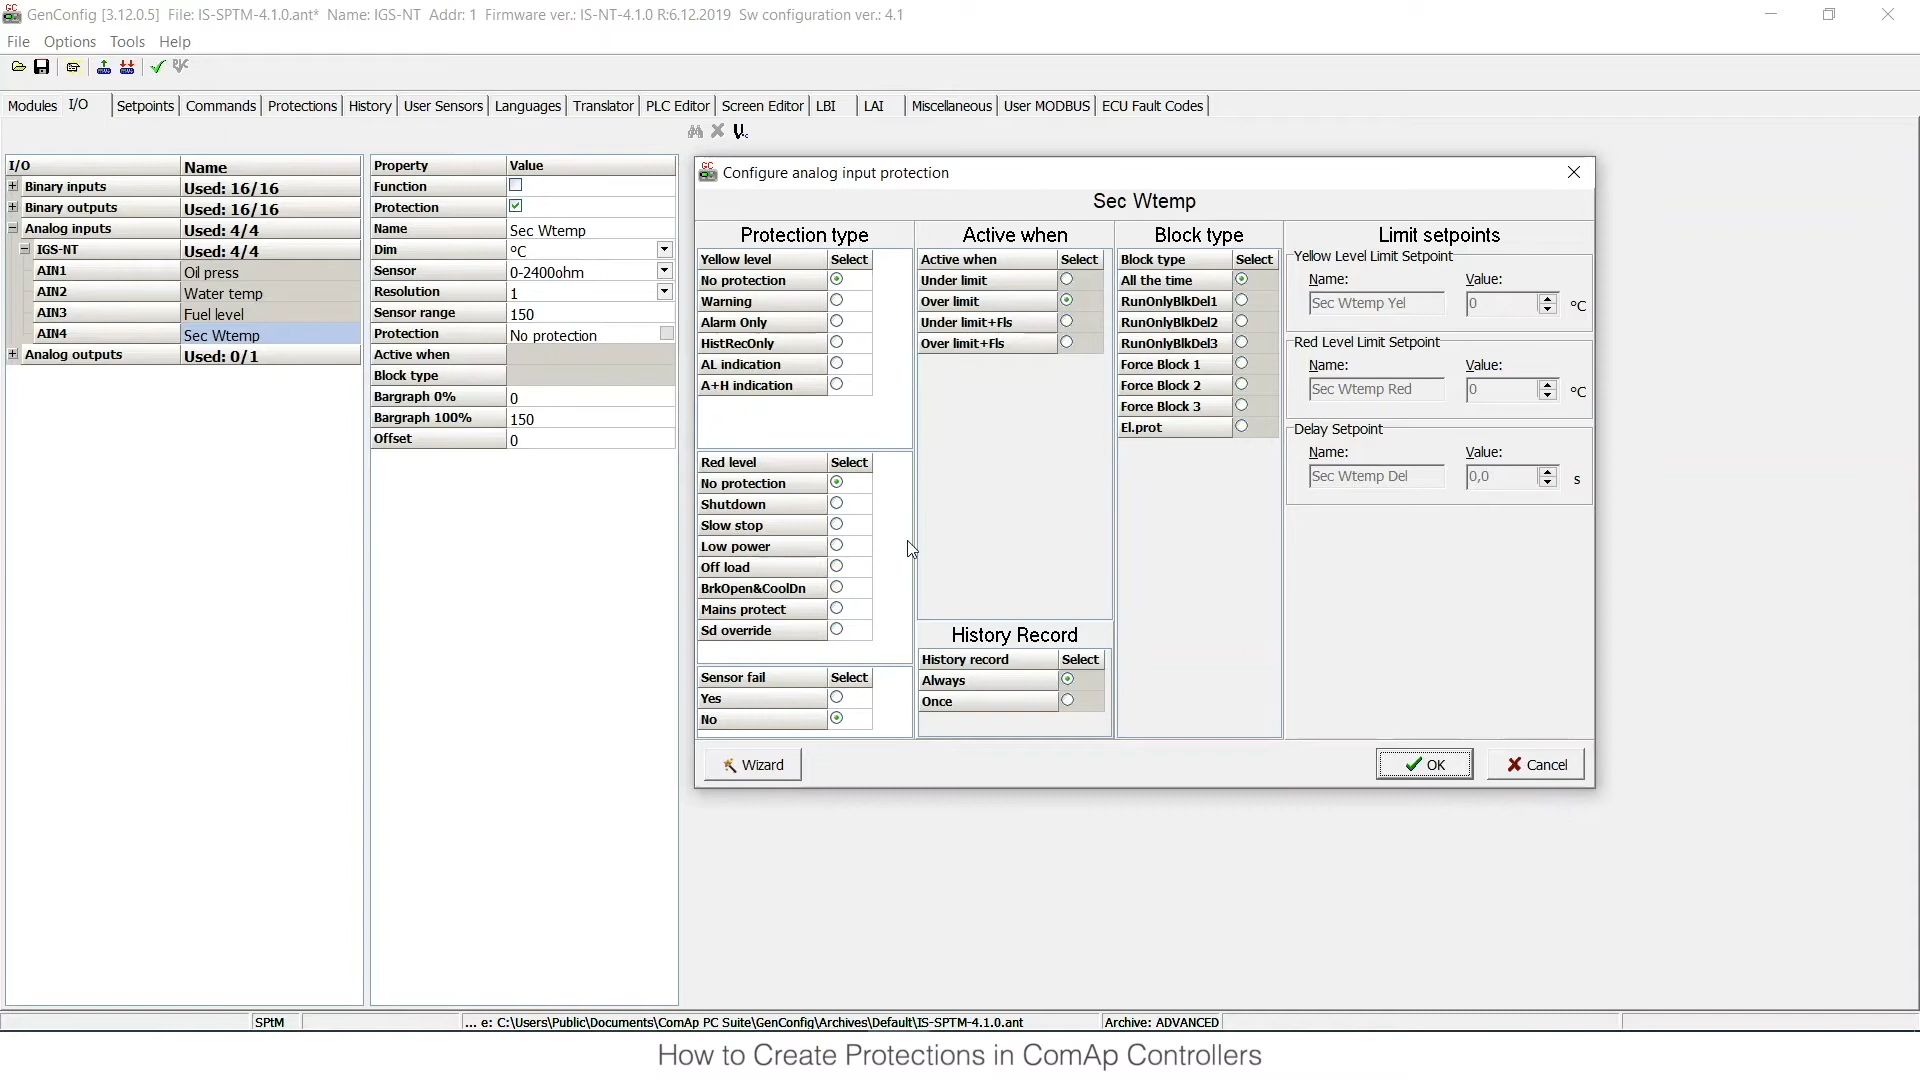 GenConfig [3.12.0.5] File: IS-SPTM-4.1.0.ant* Name: IGS-NT Addr: 1 Firmware ver.: IS-NT-4.1.0 R:6.12.2019 Sw configuration ver.: 4.1
File Options Tools Help
Modules I/O Setpoints Commands Protections History User Sensors Languages Translator PLC Editor Screen Editor LBI LAI Miscellaneous User MODBUS ECU Fault Codes
I/O Name
Binary inputs Used: 16/16
Binary outputs Used: 16/16
Analog inputs Used: 4/4
IGS-NT Used: 4/4
AIN1 Oil press
AIN2 Water temp
AIN3 Fuel level
AIN4 Sec Wtemp
Analog outputs Used: 0/1
Property Value
Function
Protection
Name Sec Wtemp
Dim °C
Sensor 0-2400ohm
Resolution 1
Sensor range 150
Protection No protection
Active when
Block type
Bargraph 0% 0
Bargraph 100% 150
Offset 0
Configure analog input protection
Sec Wtemp
Protection type
Yellow level Select
No protection
Warning
Alarm Only
HistRecOnly
AL indication
A+H indication
Red level Select
No protection
Shutdown
Slow stop
Low power
Off load
BrkOpen&CoolDn
Mains protect
Sd override
Sensor fail Select
Yes
No
Active when
Active when Select
Under limit
Over limit
Under limit+Fls
Over limit+Fls
History Record
History record Select
Always
Once
Block type
Block type Select
All the time
RunOnlyBlkDel1
RunOnlyBlkDel2
RunOnlyBlkDel3
Force Block 1
Force Block 2
Force Block 3
El.prot
Limit setpoints
Yellow Level Limit Setpoint
Name: Value:
Sec Wtemp Yel 0 °C
Red Level Limit Setpoint
Name: Value:
Sec Wtemp Red 0 °C
Delay Setpoint
Name: Value:
Sec Wtemp Del 0,0 s
Wizard OK Cancel
SPtM ... e: C:\Users\Public\Documents\ComAp PC Suite\GenConfig\Archives\Default\IS-SPTM-4.1.0.ant Archive: ADVANCED
How to Create Protections in ComAp Controllers